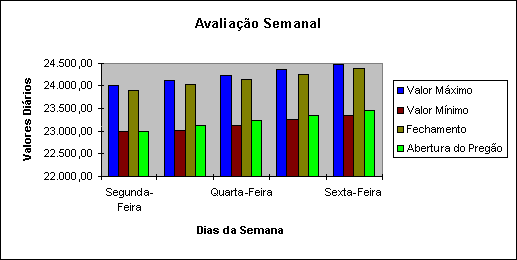 Avaliação Semanal
Valores Diários
24.500,00
24.000,00
23.500,00
23.000,00
22.500,00
22.000,00
Segunda-
Feira
Quarta-Feira
Sexta-Feira
Dias da Semana
Valor Máximo
Valor Mínimo
Fechamento
Abertura do Pregão